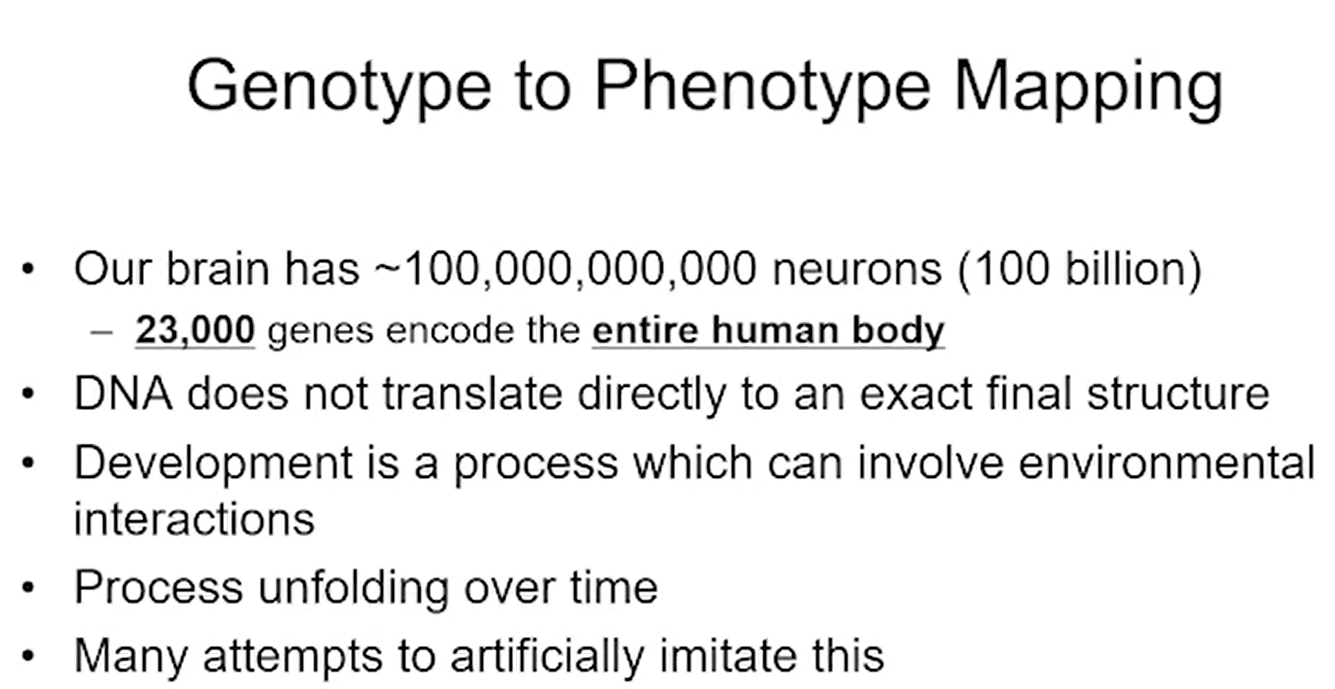 Genotype to Phenotype Mapping
• Our brain has ~100,000,000,000 neurons (100 billion)
– 23,000 genes encode the entire human body
• DNA does not translate directly to an exact final structure
• Development is a process which can involve environmental
interactions
• Process unfolding over time
• Many attempts to artificially imitate this